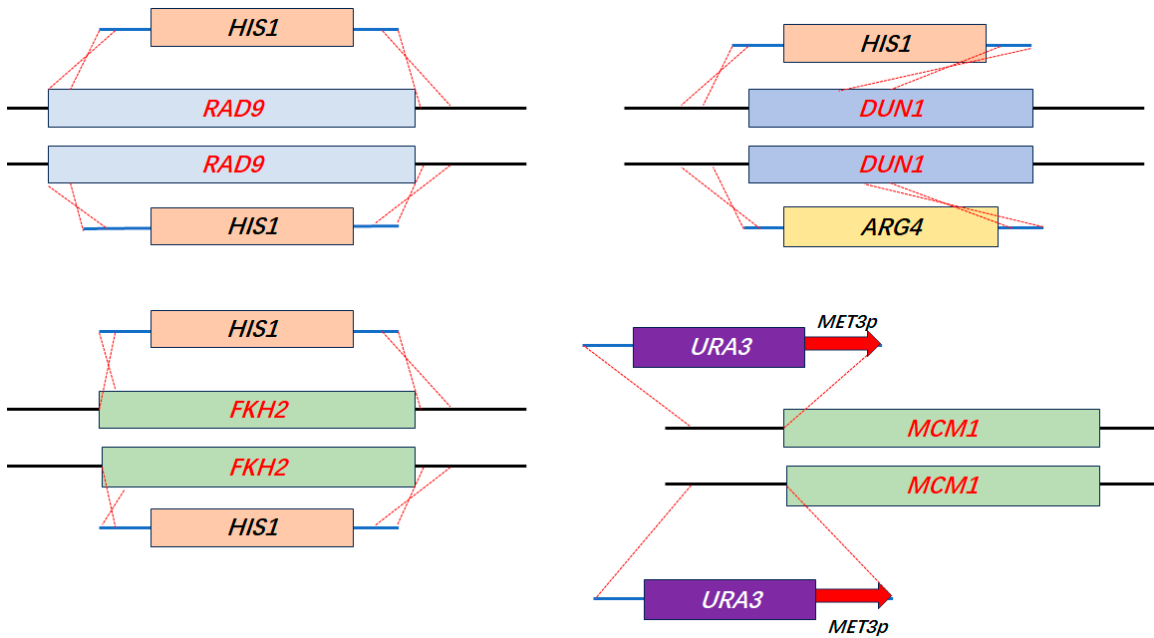 HIS1
RAD9
RAD9
HIS1
HIS1
DUN1
DUN1
ARG4
HIS1
FKH2
FKH2
HIS1
MET3p
URA3
MCM1
MCM1
URA3
MET3p